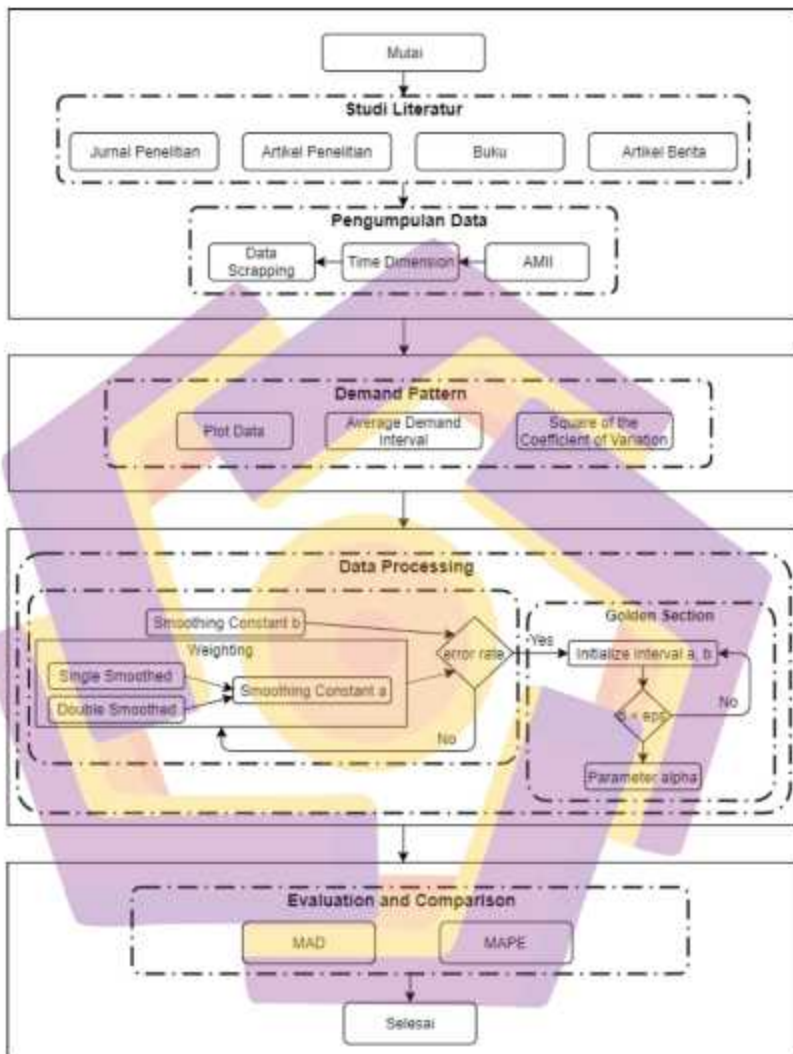 Mulai
Studi Literatur
Jurnal Penelitian
Artikel Penelitian
Buku
Artikel Berita
Pengumpulan Data
Data
Scrapping
Time Dimension
AMII
Demand Pattern
Plot Data
Average Demand
Interval
Square of the
Coefficient of Variation
Data Processing
Smoothing Constant b
Weighting
Single Smoothed
Double Smoothed
Smoothing Constant a
error rate
Yes
No
Golden Section
Initialize Interval a, b
No
< eps
Parameter alpha
Evaluation and Comparison
MAD
MAPE
Selesai